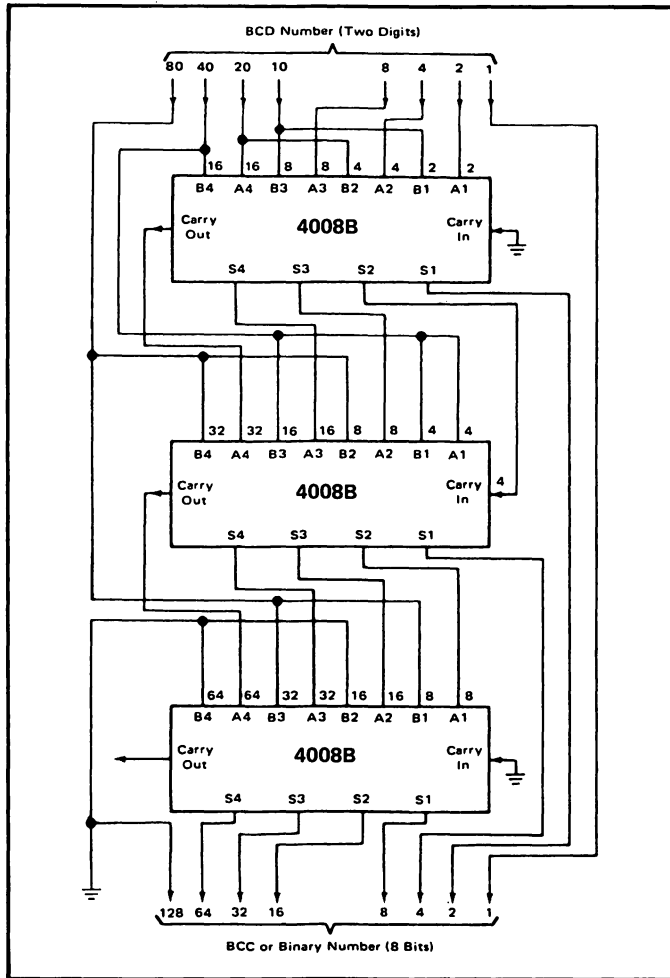 BCD Number (Two Digits)
80 40 20 10 8 4 2 1
16 16 8 8 4 4 2 2
B4 A4 B3 A3 B2 A2 B1 A1
Carry Out
4008B
Carry In
S4 S3 S2 S1
32 32 16 16 8 8 4 4
B4 A4 B3 A3 B2 A2 B1 A1
Carry Out
4008B
Carry In
4
S4 S3 S2 S1
64 64 32 32 16 16 8 8
B4 A4 B3 A3 B2 A2 B1 A1
Carry Out
4008B
Carry In
S4 S3 S2 S1
128 64 32 16 8 4 2 1
BCC or Binary Number (8 Bits)